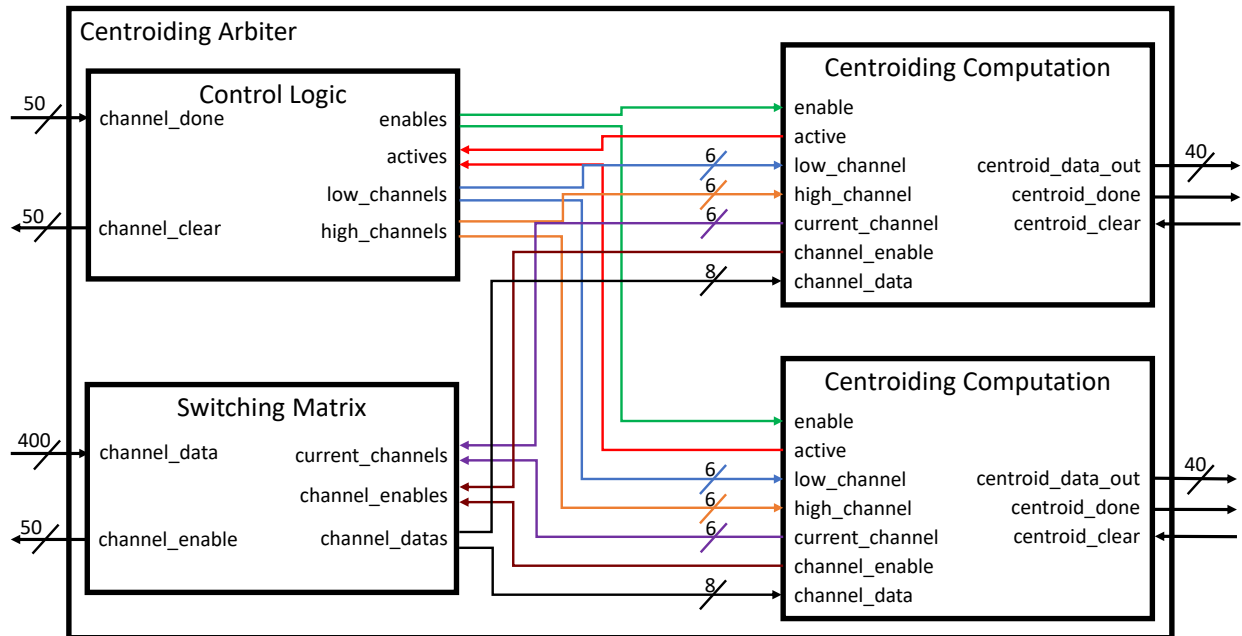 Centroiding Arbiter
Control Logic
50
channel_done
enables
actives
low_channels
50
channel_clear
high_channels
Switching Matrix
400
channel_data
current_channels
channel_enables
50
channel_enable
channel_datas
Centroiding Computation
enable
active
6
low_channel
centroid_data_out
40
6
high_channel
centroid_done
6
current_channel
centroid_clear
channel_enable
8
channel_data
Centroiding Computation
enable
active
6
low_channel
centroid_data_out
40
6
high_channel
centroid_done
6
current_channel
centroid_clear
channel_enable
8
channel_data